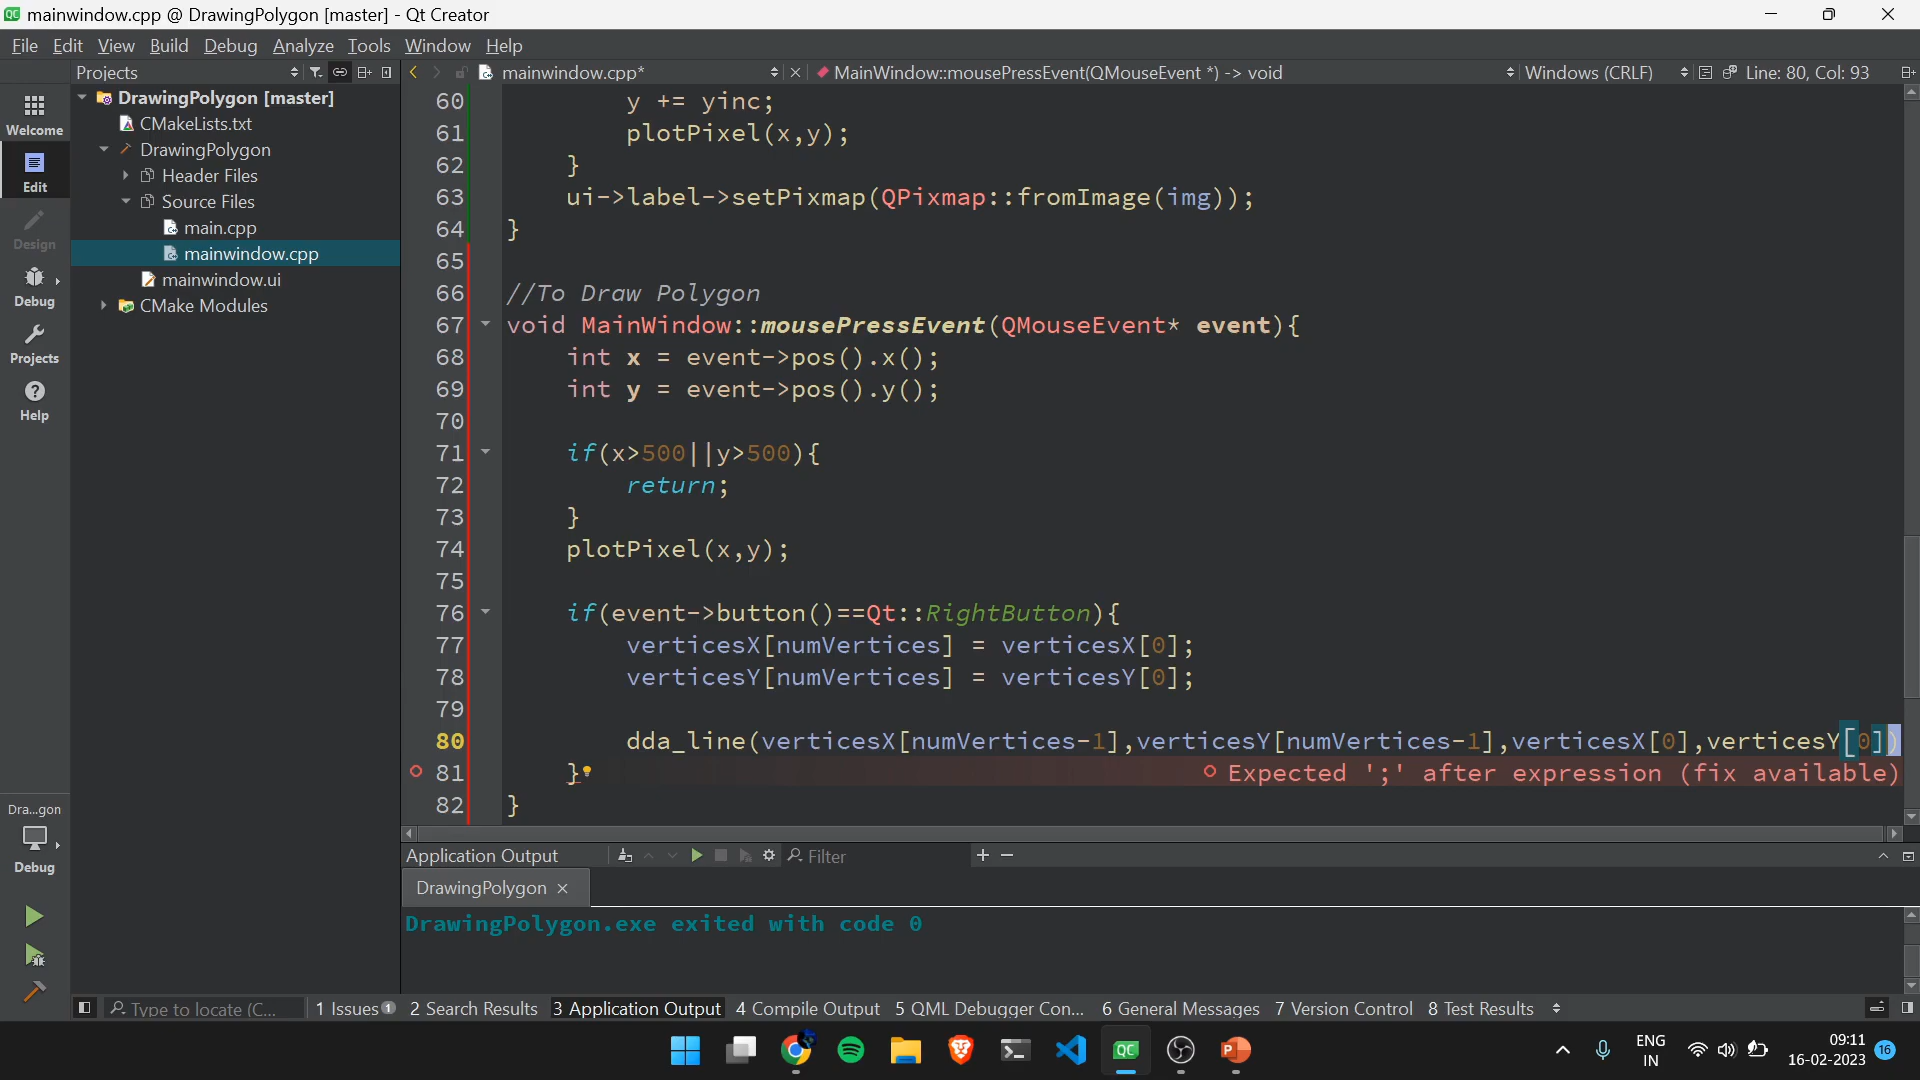 mainwindow.cpp @ DrawingPolygon [master] - Qt Creator
File Edit View Build Debug Analyze Tools Window Help
Projects
mainwindow.cpp*
MainWindow::mousePressEvent(QMouseEvent *) -> void
Windows (CRLF)
Line: 80, Col: 93
Welcome
Edit
Design
Debug
Projects
Help
Dra...gon
Debug
DrawingPolygon [master]
CMakeLists.txt
DrawingPolygon
Header Files
Source Files
main.cpp
mainwindow.cpp
mainwindow.ui
CMake Modules
60 y += yinc;
61 plotPixel(x,y);
62 }
63 ui->label->setPixmap(QPixmap::fromImage(img));
64 }
65
66 //To Draw Polygon
67 void MainWindow::mousePressEvent(QMouseEvent* event){
68 int x = event->pos().x();
69 int y = event->pos().y();
70
71 if(x>500||y>500){
72 return;
73 }
74 plotPixel(x,y);
75
76 if(event->button()==Qt::RightButton){
77 verticesX[numVertices] = verticesX[0];
78 verticesY[numVertices] = verticesY[0];
79
80 dda_line(verticesX[numVertices-1],verticesY[numVertices-1],verticesX[0],verticesY[0])
81 } Expected ';' after expression (fix available)
82 }
Application Output
Filter
DrawingPolygon
DrawingPolygon.exe exited with code 0
Type to locate (C...
1 Issues 1 2 Search Results 3 Application Output 4 Compile Output 5 QML Debugger Con... 6 General Messages 7 Version Control 8 Test Results
ENG
IN
09:11
16-02-2023
16